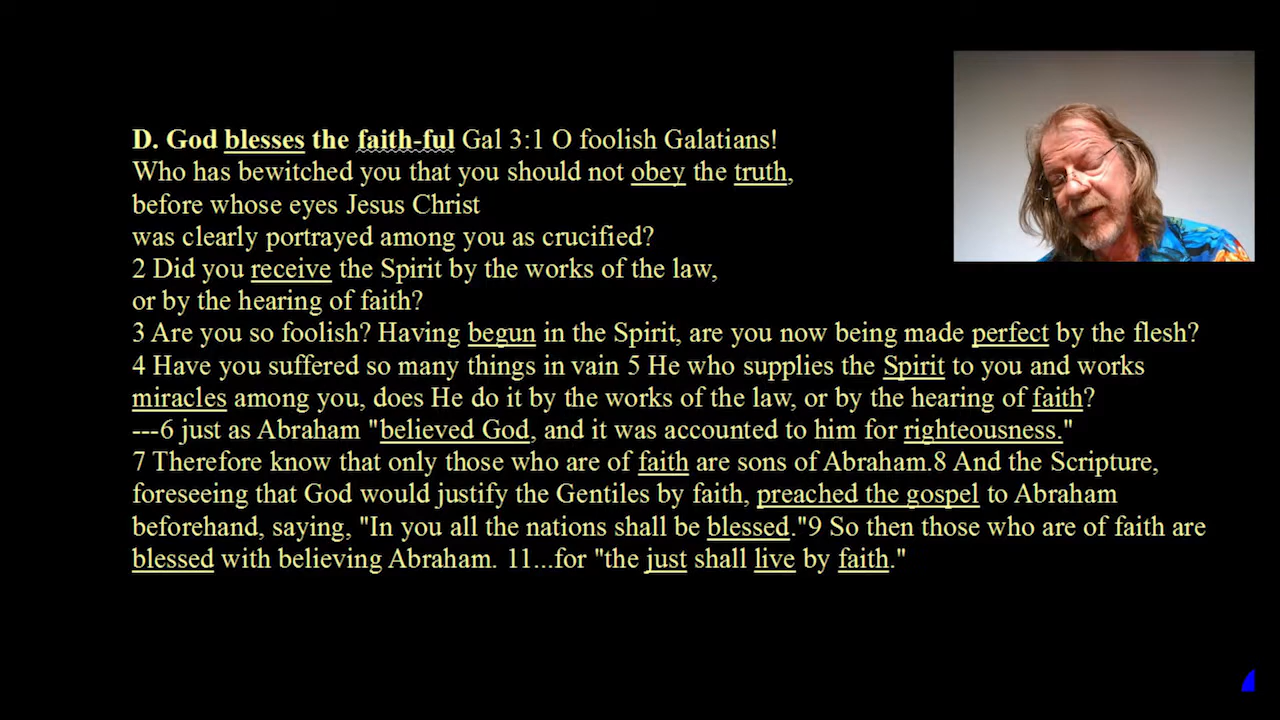 D. God blesses the faith-ful Gal 3:1 O foolish Galatians!
Who has bewitched you that you should not obey the truth,
before whose eyes Jesus Christ
was clearly portrayed among you as crucified?
2 Did you receive the Spirit by the works of the law,
or by the hearing of faith?
3 Are you so foolish? Having begun in the Spirit, are you now being made perfect by the flesh?
4 Have you suffered so many things in vain 5 He who supplies the Spirit to you and works
miracles among you, does He do it by the works of the law, or by the hearing of faith?
---6 just as Abraham "believed God, and it was accounted to him for righteousness."
7 Therefore know that only those who are of faith are sons of Abraham.8 And the Scripture,
foreseeing that God would justify the Gentiles by faith, preached the gospel to Abraham
beforehand, saying, "In you all the nations shall be blessed."9 So then those who are of faith are
blessed with believing Abraham. 11...for "the just shall live by faith."